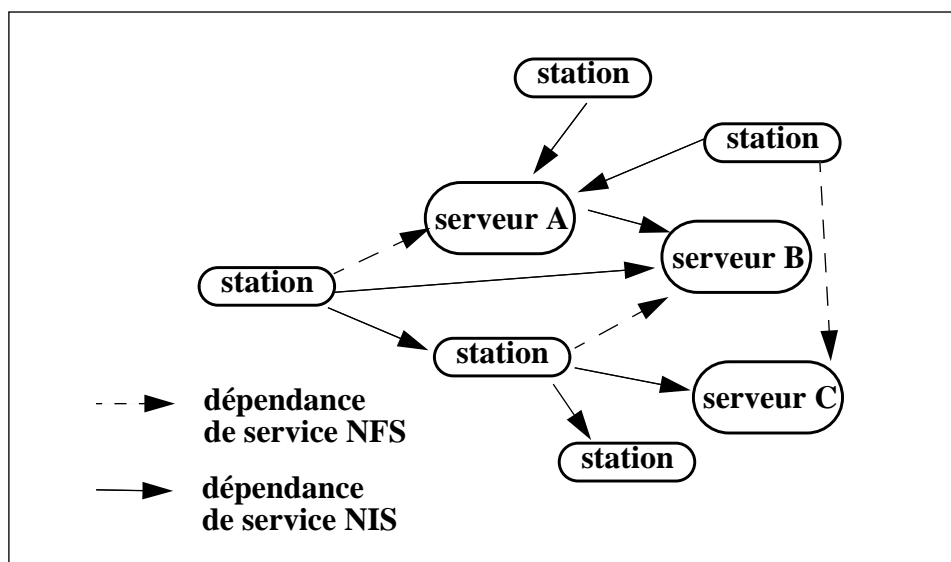 station
station
serveur A
serveur B
station
station
serveur C
station
dépendance
de service NFS
dépendance
de service NIS